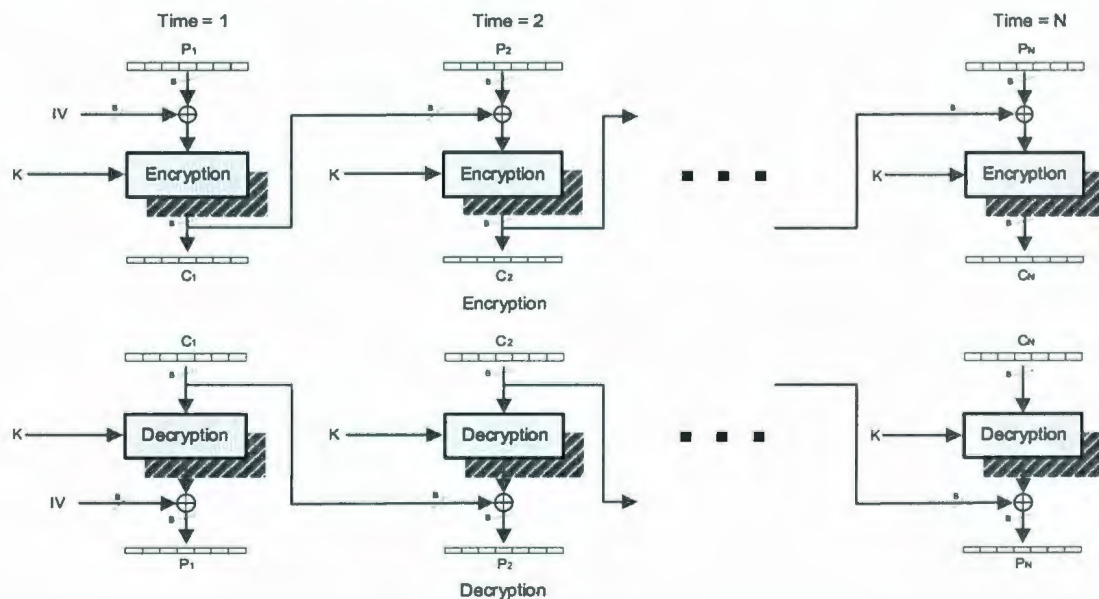 Time = 1 Time = 2 Time = N
P1 P2 PN
B B B
IV B B B
K Encryption K Encryption K Encryption
B B B
C1 C2 CN
Encryption
C1 C2 CN
B B B
K Decryption K Decryption K Decryption
IV B B B
B B B
P1 P2 PN
Decryption